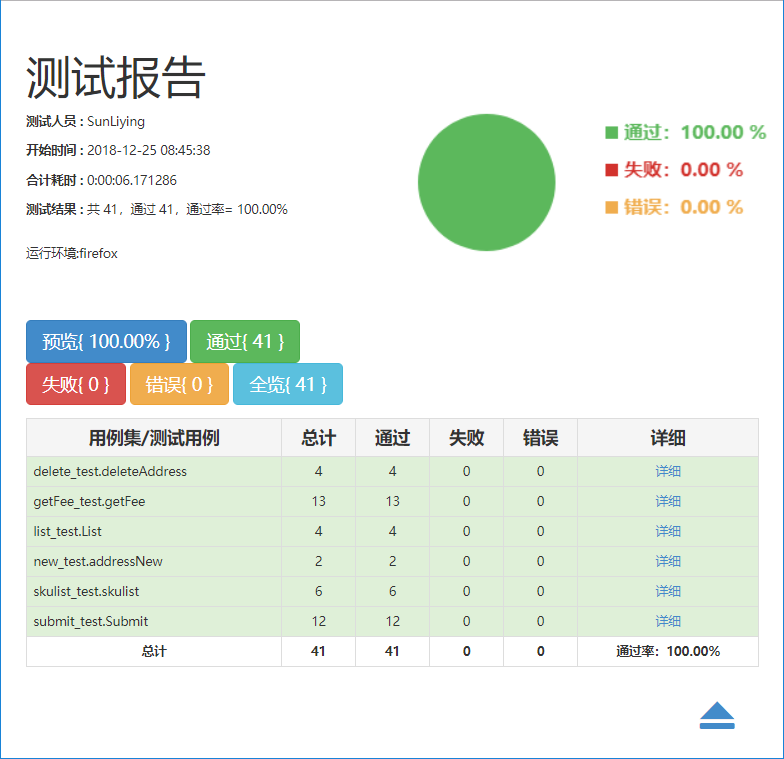 测试报告
测试人员 : SunLiying
开始时间 : 2018-12-25 08:45:38
合计耗时 : 0:00:06.171286
测试结果 : 共 41，通过 41，通过率= 100.00%
运行环境:firefox
通过：100.00 %
失败：0.00 %
错误：0.00 %
预览{ 100.00% } 通过{ 41 }
失败{ 0 } 错误{ 0 } 全览{ 41 }
用例集/测试用例 总计 通过 失败 错误 详细
delete_test.deleteAddress 4 4 0 0 详细
getFee_test.getFee 13 13 0 0 详细
list_test.List 4 4 0 0 详细
new_test.addressNew 2 2 0 0 详细
skulist_test.skulist 6 6 0 0 详细
submit_test.Submit 12 12 0 0 详细
总计 41 41 0 0 通过率：100.00%